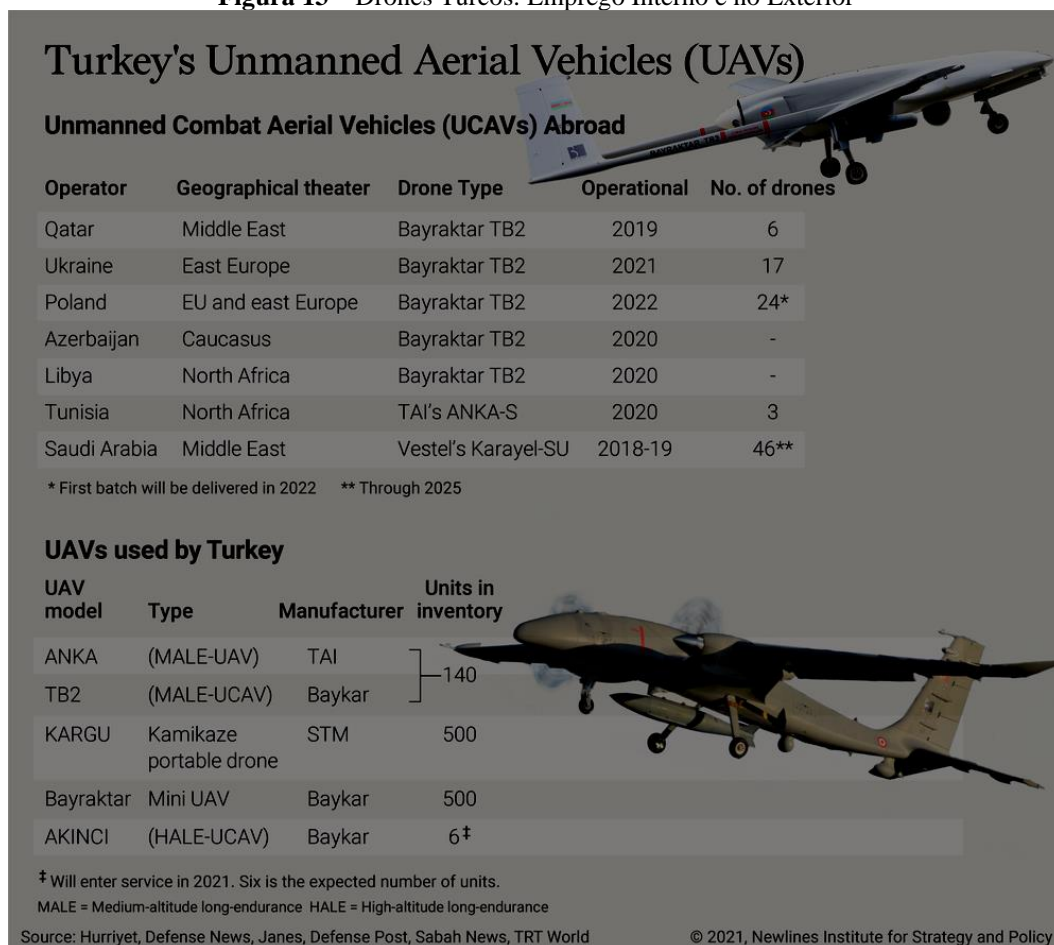 Figura 15 – Drones Turcos: Emprego Interno e no Exterior
Turkey's Unmanned Aerial Vehicles (UAVs)
Unmanned Combat Aerial Vehicles (UCAVs) Abroad
BAYRAKTAR TB2
Operator Geographical theater Drone Type Operational No. of drones
Qatar Middle East Bayraktar TB2 2019 6
Ukraine East Europe Bayraktar TB2 2021 17
Poland EU and east Europe Bayraktar TB2 2022 24*
Azerbaijan Caucasus Bayraktar TB2 2020 -
Libya North Africa Bayraktar TB2 2020 -
Tunisia North Africa TAI's ANKA-S 2020 3
Saudi Arabia Middle East Vestel's Karayel-SU 2018-19 46**
* First batch will be delivered in 2022 ** Through 2025
UAVs used by Turkey
UAV model Type Manufacturer Units in inventory
ANKA (MALE-UAV) TAI
140
TB2 (MALE-UCAV) Baykar
KARGU Kamikaze portable drone STM 500
Bayraktar Mini UAV Baykar 500
AKINCI (HALE-UCAV) Baykar 6‡
‡ Will enter service in 2021. Six is the expected number of units.
MALE = Medium-altitude long-endurance HALE = High-altitude long-endurance
Source: Hurriyet, Defense News, Janes, Defense Post, Sabah News, TRT World © 2021, Newlines Institute for Strategy and Policy